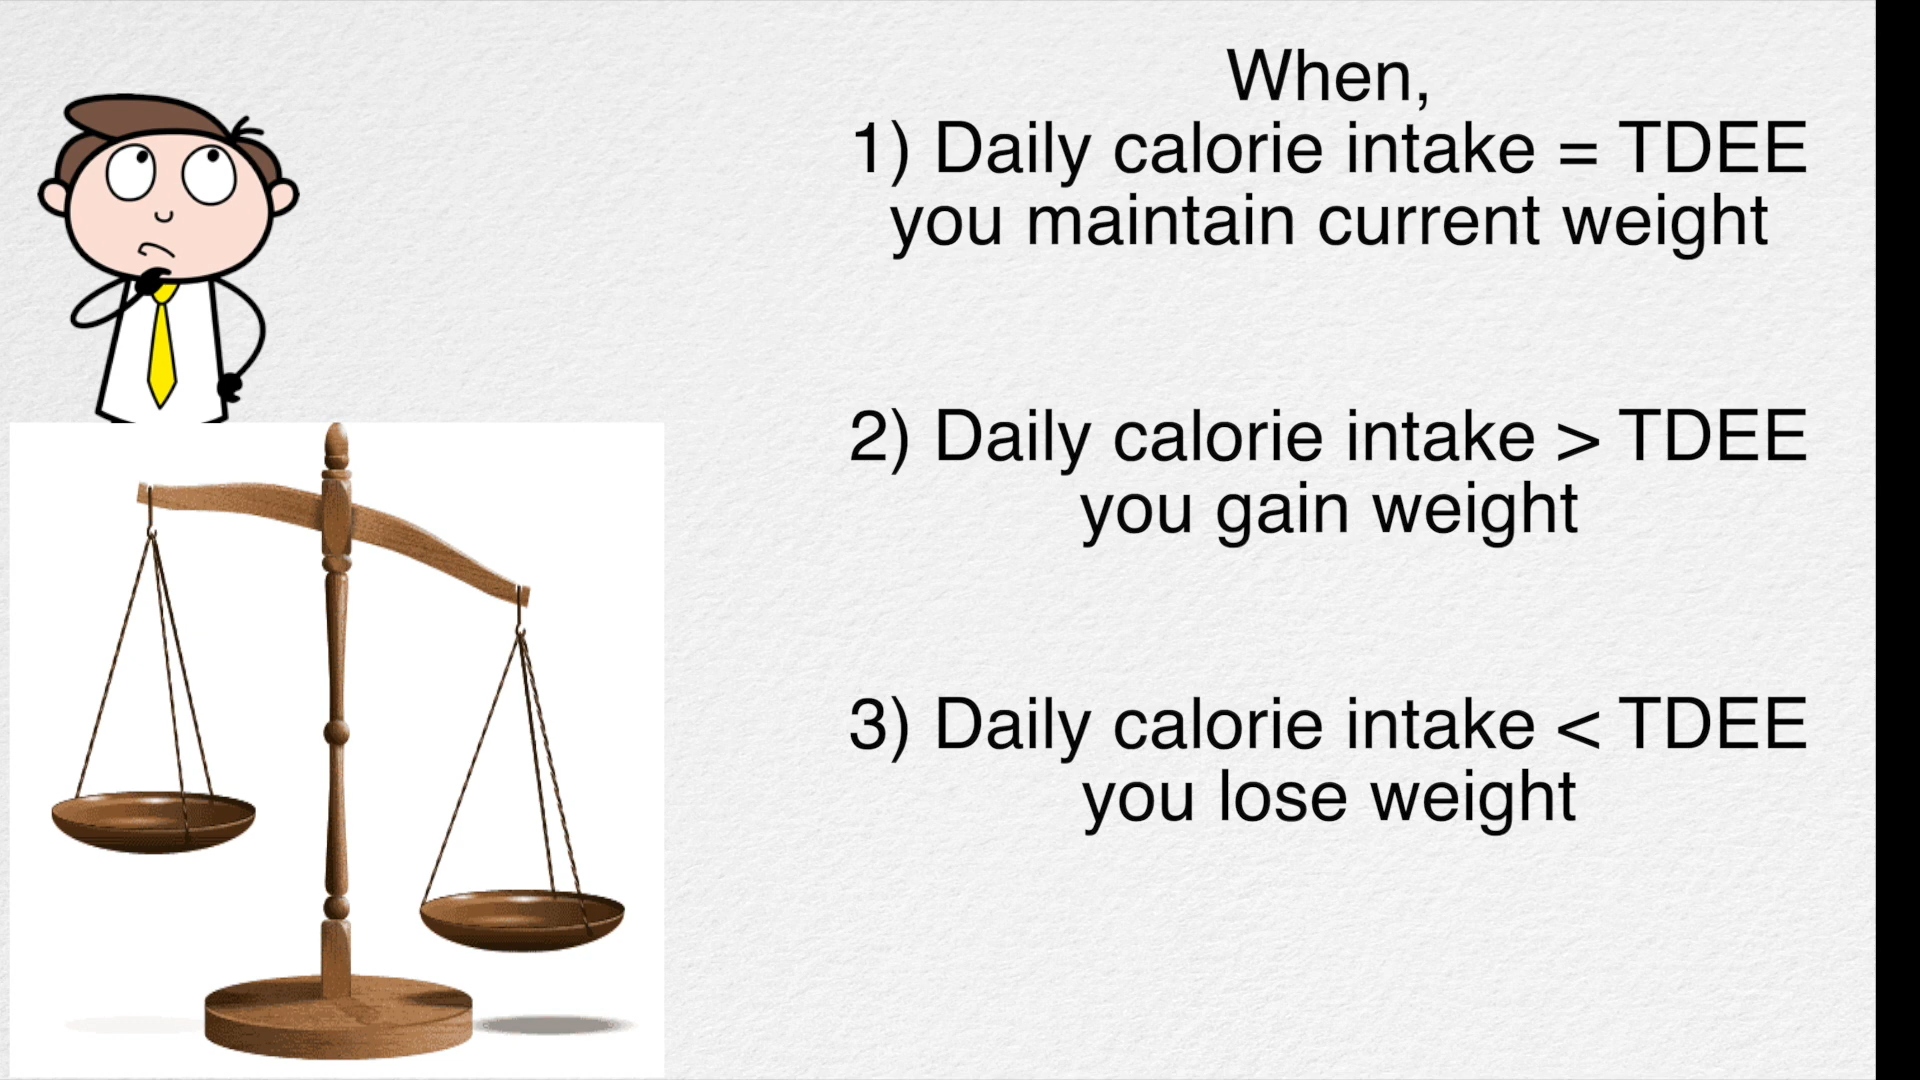 When,
1) Daily calorie intake = TDEE
you maintain current weight
2) Daily calorie intake > TDEE
you gain weight
3) Daily calorie intake < TDEE
you lose weight